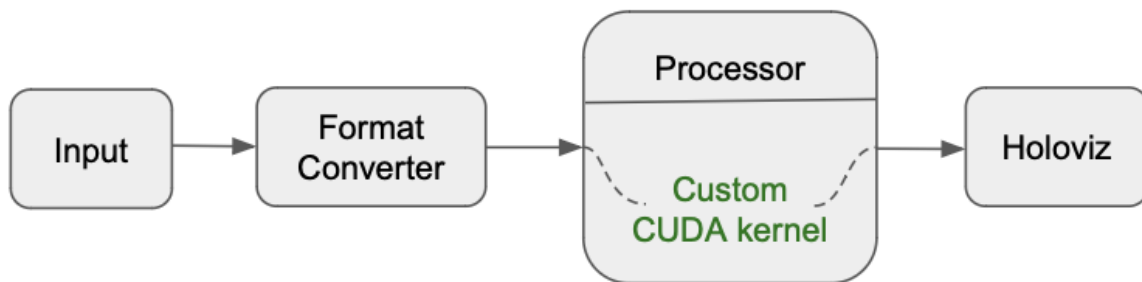 Input
Format
Converter
Processor
Custom
CUDA kernel
Holoviz